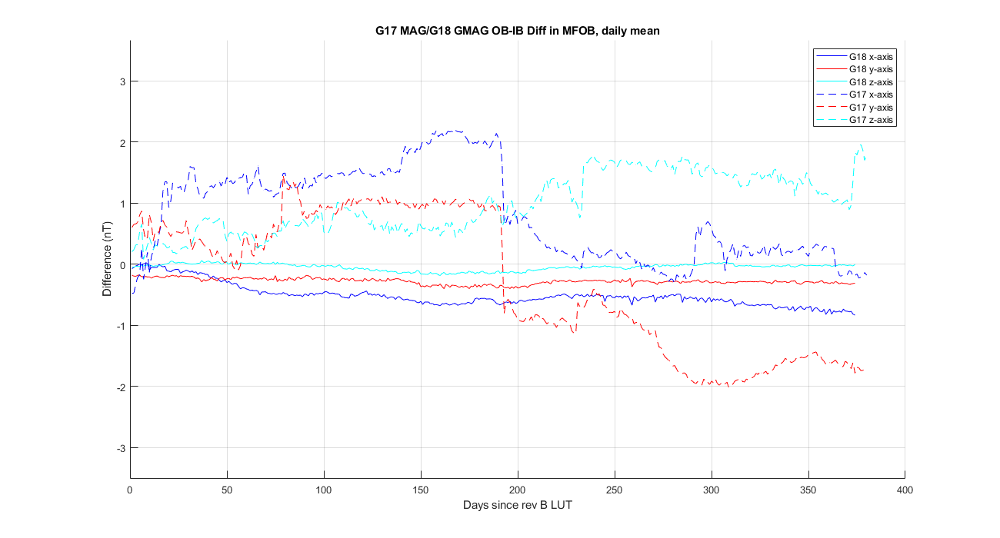 G17 MAG/G18 GMAG OB-IB Diff in MFOB, daily mean
G18 x-axis
G18 y-axis
G18 z-axis
G17 x-axis
G17 y-axis
G17 z-axis
3
2
1
0
-1
-2
-3
Difference (nT)
0 50 100 150 200 250 300 350 400
Days since rev B LUT